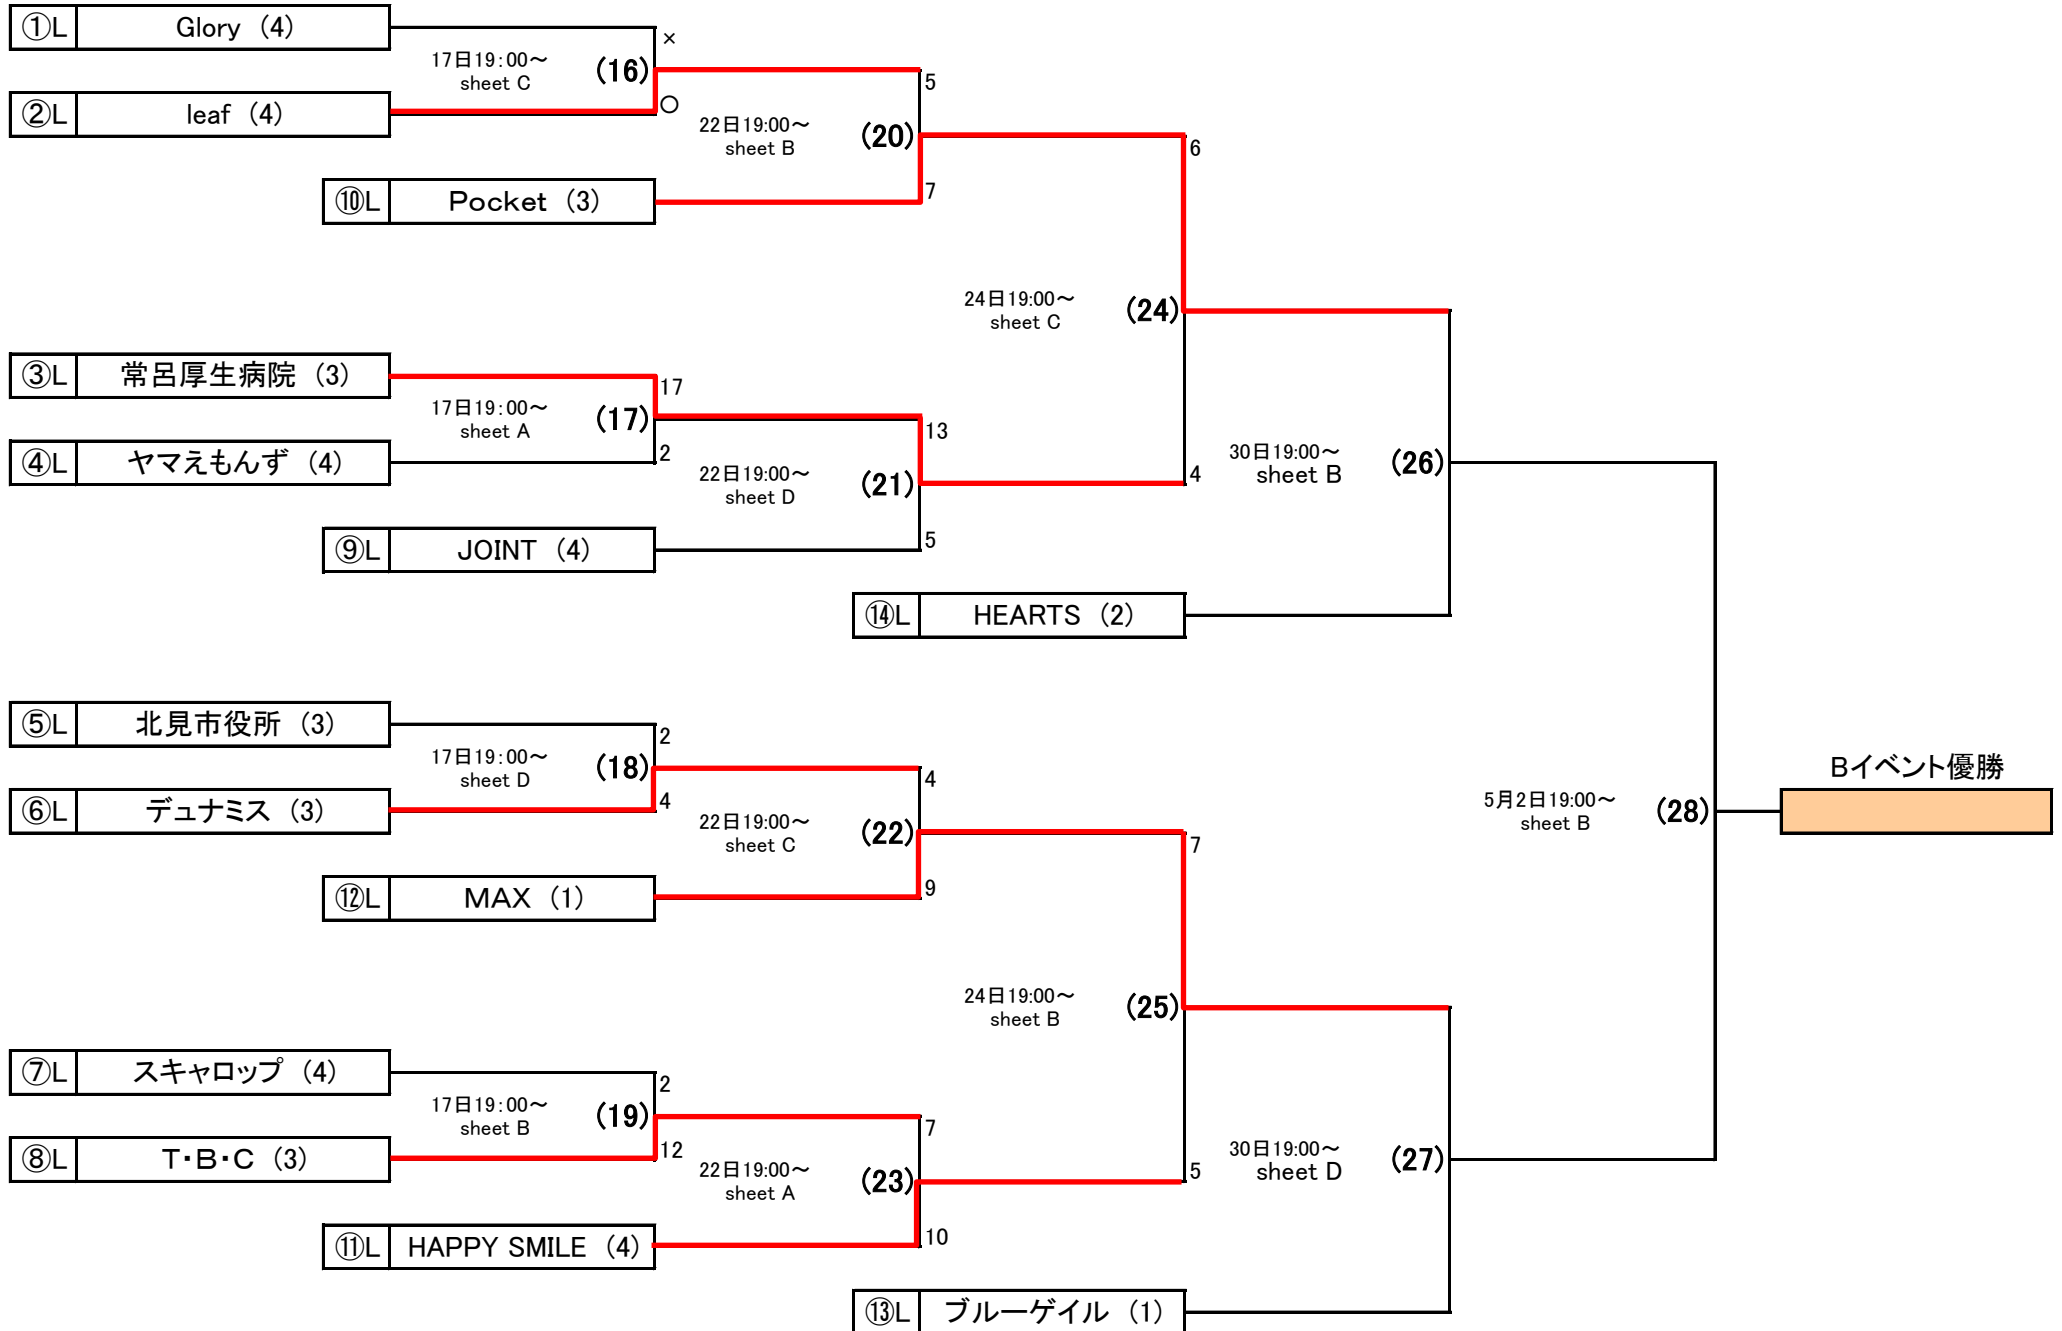 ①L Glory (4)
×
17日19:00～
sheet C
(16)
②L leaf (4)
○
5
22日19:00～
sheet B
(20)
⑩L Pocket (3)
7
6
24日19:00～
sheet C
(24)
③L 常呂厚生病院 (3)
17
17日19:00～
sheet A
(17)
④L ヤマえもんず (4)
2
13
22日19:00～
sheet D
(21)
⑨L JOINT (4)
5
4
30日19:00～
sheet B
(26)
⑭L HEARTS (2)
⑤L 北見市役所 (3)
2
17日19:00～
sheet D
(18)
⑥L デュナミス (3)
4
4
22日19:00～
sheet C
(22)
⑫L MAX (1)
9
7
Bイベント優勝
5月2日19:00～
sheet B
(28)
24日19:00～
sheet B
(25)
⑦L スキャロップ (4)
2
17日19:00～
sheet B
(19)
⑧L T・B・C (3)
12
7
22日19:00～
sheet A
(23)
⑪L HAPPY SMILE (4)
10
5
30日19:00～
sheet D
(27)
⑬L ブルーゲイル (1)